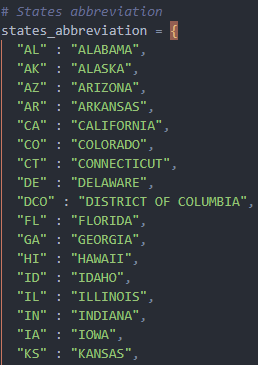 # States abbreviation
states_abbreviation = {
"AL" : "ALABAMA",
"AK" : "ALASKA",
"AZ" : "ARIZONA",
"AR" : "ARKANSAS",
"CA" : "CALIFORNIA",
"CO" : "COLORADO",
"CT" : "CONNECTICUT",
"DE" : "DELAWARE",
"DCO" : "DISTRICT OF COLUMBIA",
"FL" : "FLORIDA",
"GA" : "GEORGIA",
"HI" : "HAWAII",
"ID" : "IDAHO",
"IL" : "ILLINOIS",
"IN" : "INDIANA",
"IA" : "IOWA",
"KS" : "KANSAS",